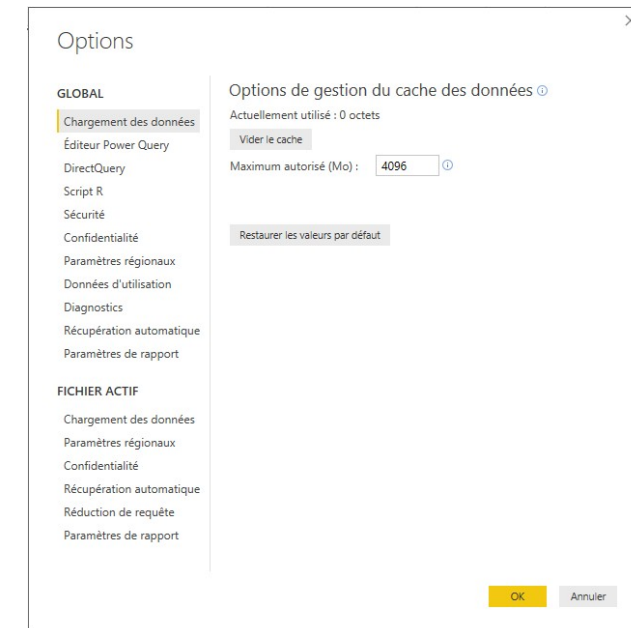 Options
GLOBAL
Chargement des données
Éditeur Power Query
DirectQuery
Script R
Sécurité
Confidentialité
Paramètres régionaux
Données d'utilisation
Diagnostics
Récupération automatique
Paramètres de rapport
FICHIER ACTIF
Chargement des données
Paramètres régionaux
Confidentialité
Récupération automatique
Réduction de requête
Paramètres de rapport
Options de gestion du cache des données
Actuellement utilisé : 0 octets
Vider le cache
Maximum autorisé (Mo) : 4096
Restaurer les valeurs par défaut
OK Annuler